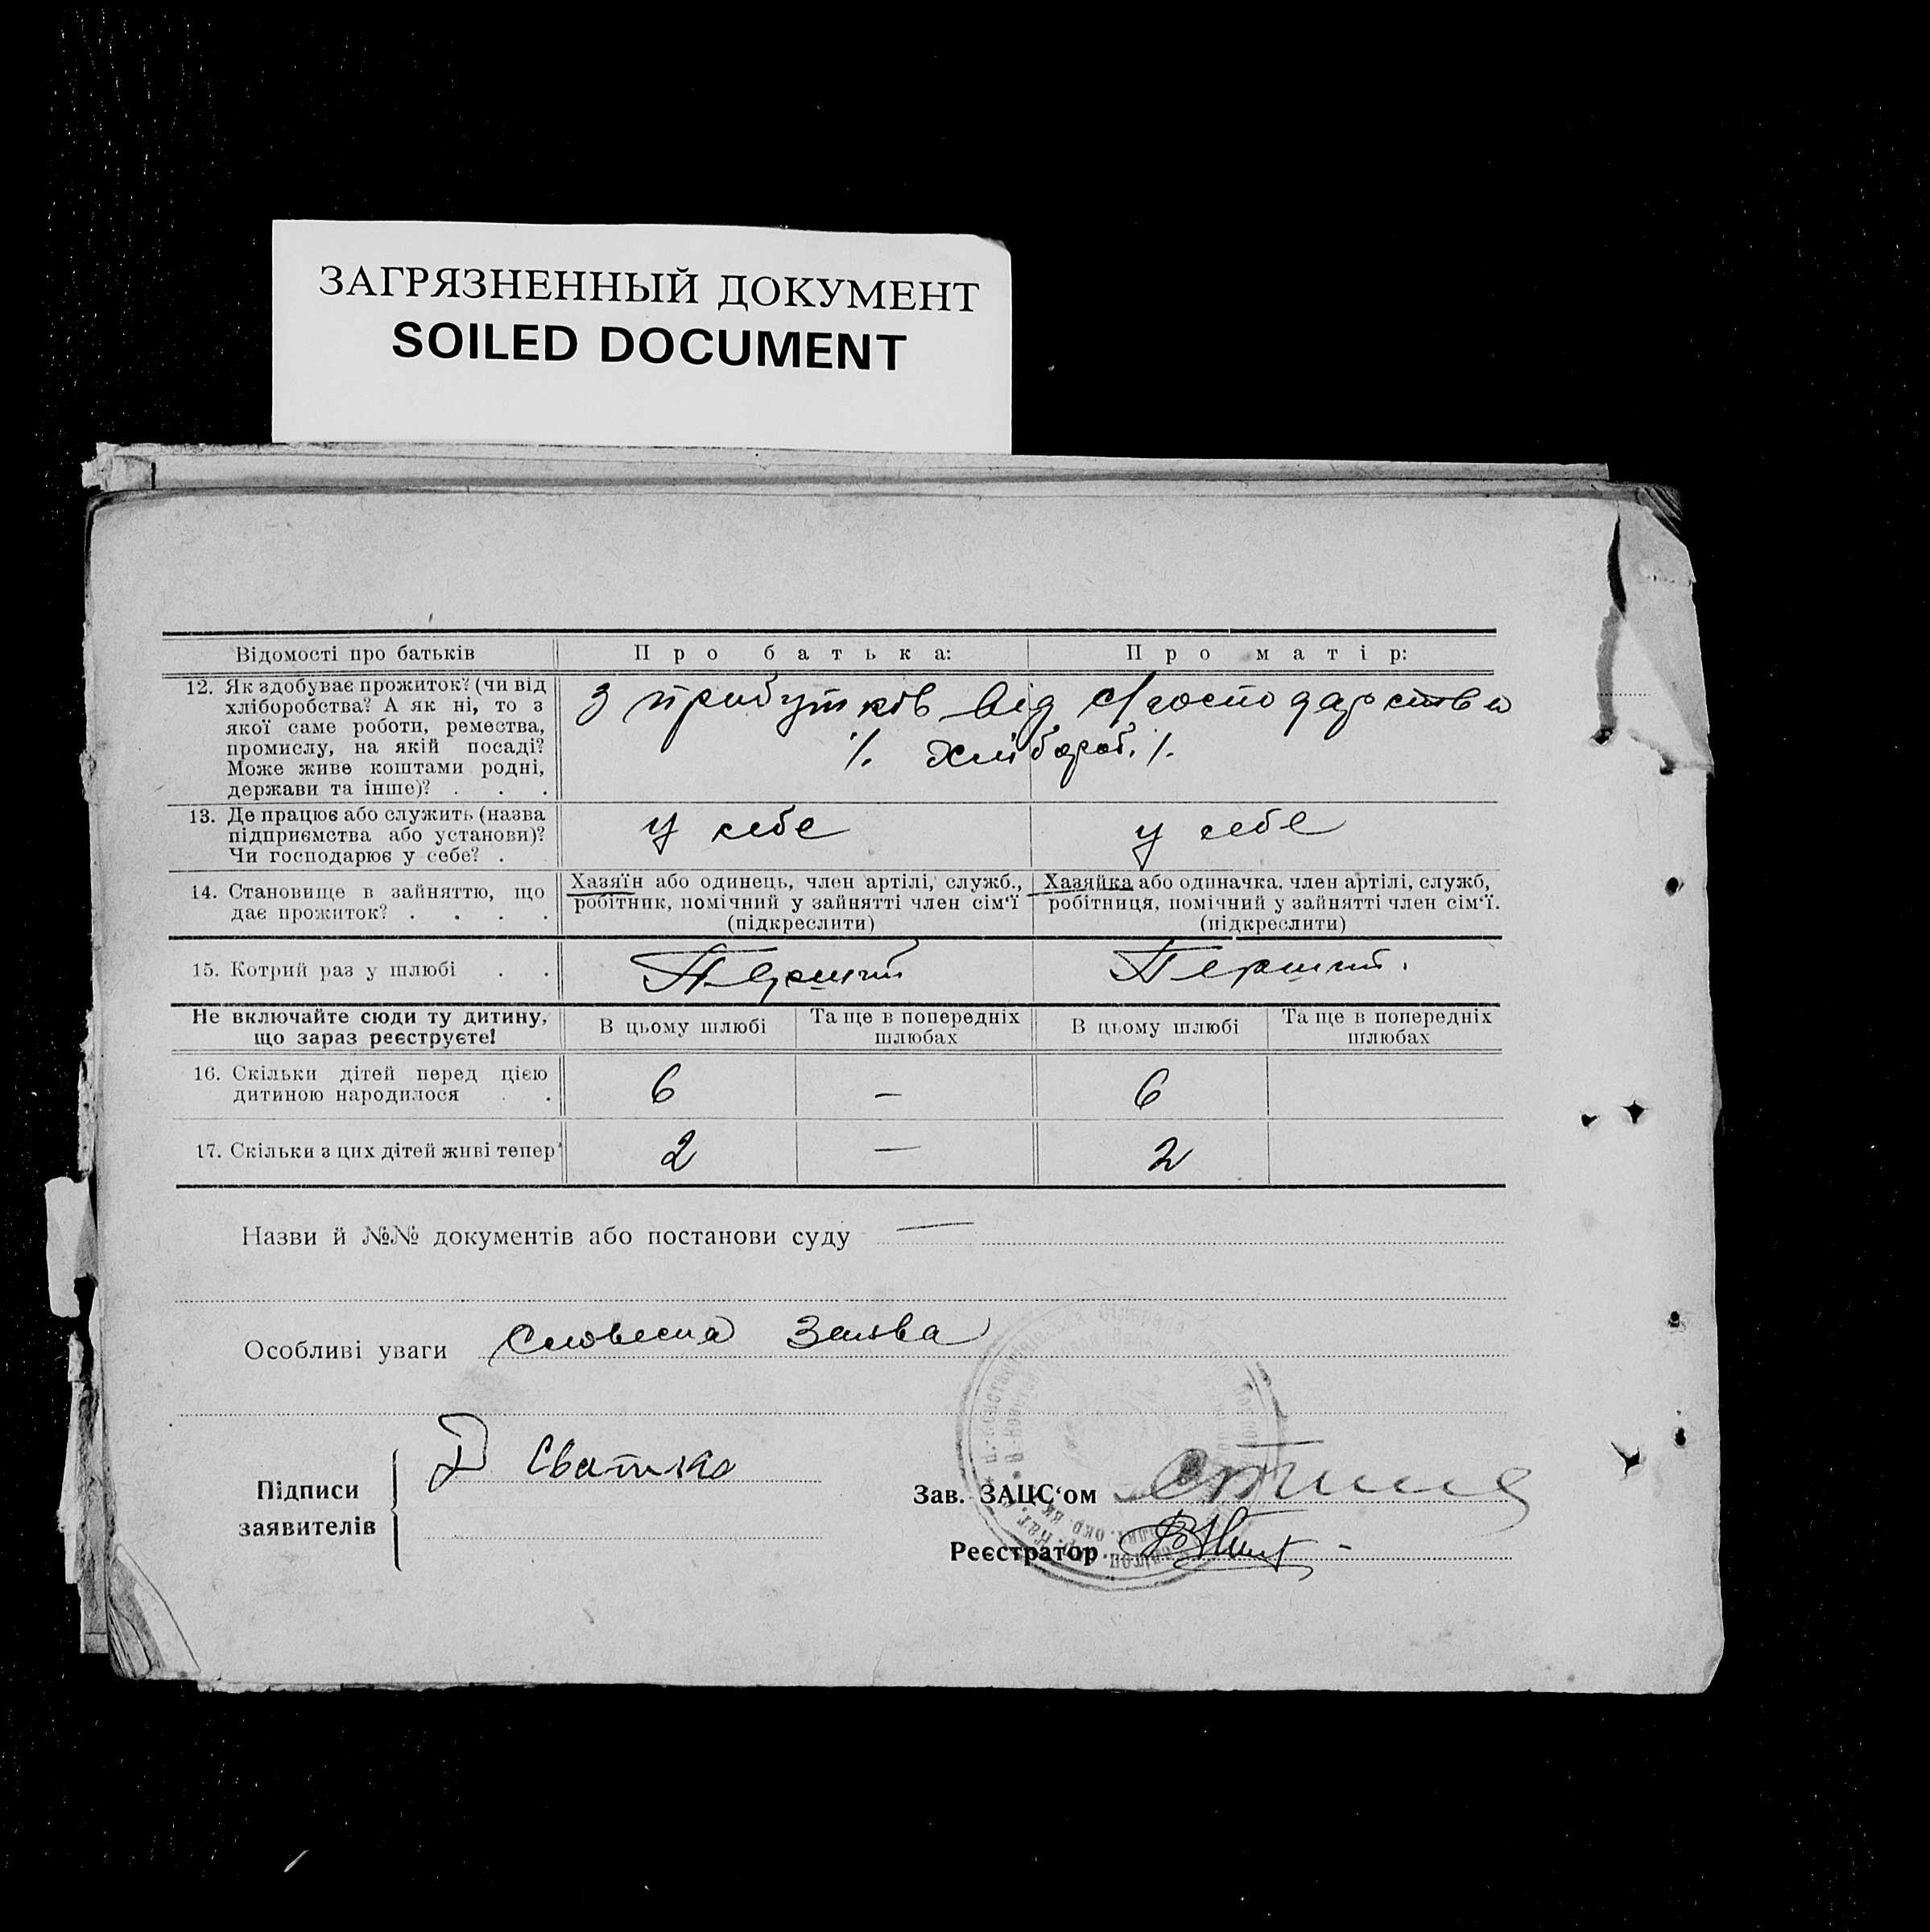 ЗАГРЯЗНЕННЫЙ ДОКУМЕНТ
SOILED DOCUMENT
Відомості про батьків
Про батька:
Про матір:
12. Як здобуває прожиток? (чи від
хліборобства? А як ні, то з
якої саме роботи, ремества,
промислу, на якій посаді?
Може живе коштами родні,
держави та інше)? . . .
З прибутків від с/господарства
/. хлібороб. /.
13. Де працює або служить (назва
підприємства або установи)?
Чи господарює у себе? .
у себе
у себе
14. Становище в зайняттю, що
дає прожиток? . . . .
Хазяїн або одинець, член артілі, служб.,
робітник, помічний у зайнятті член сім'ї
(підкреслити)
Хазяйка або одиначка, член артілі, служб,
робітниця, помічний у зайнятті член сім'ї.
(підкреслити)
15. Котрий раз у шлюбі . .
Перший
Перший.
Не включайте сюди ту дитину,
що зараз реєструєте!
В цьому шлюбі
Та ще в попередніх
шлюбах
В цьому шлюбі
Та ще в попередніх
шлюбах
16. Скільки дітей перед цією
дитиною народилося . .
6
—
6
17. Скільки з цих дітей живі тепер
2
—
2
Назви й №№ документів або постанови суду —
Особливі уваги Словесна Заява
Підписи
заявителів
Д Сватко
Зав. ЗАЦС'ом
Реєстратор